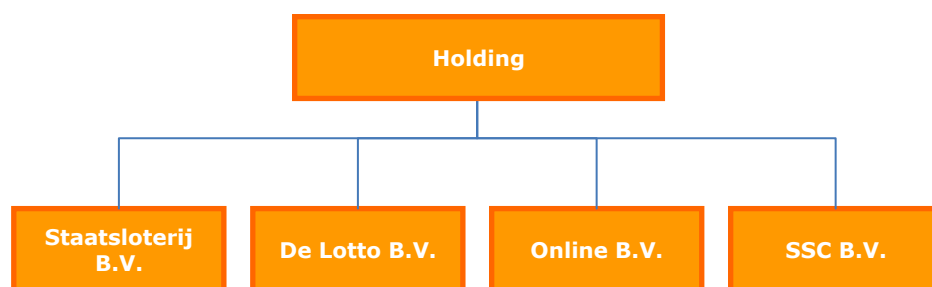 Holding
Staatsloterij
B.V.
De Lotto B.V.
Online B.V.
SSC B.V.